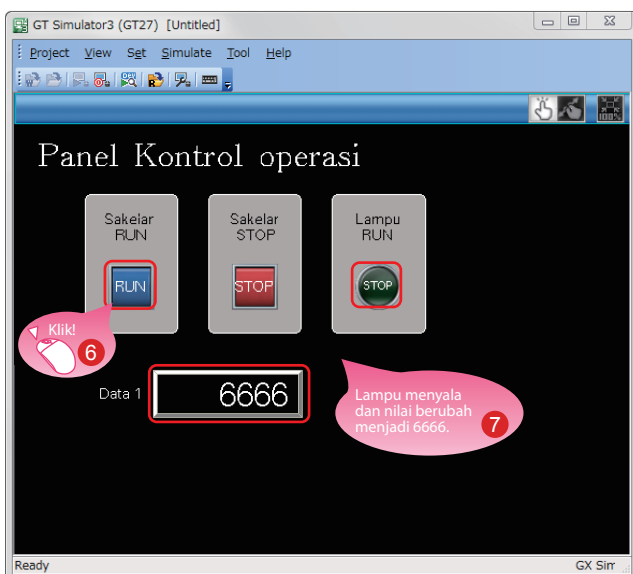 GT Simulator3 (GT27) [Untitled]
Project View Set Simulate Tool Help
100%
Panel Kontrol operasi
Sakelar
RUN
Sakelar
STOP
Lampu
RUN
RUN
STOP
STOP
Klik!
6
Data 1
6666
Lampu menyala
dan nilai berubah
menjadi 6666.
7
Ready
GX Sim